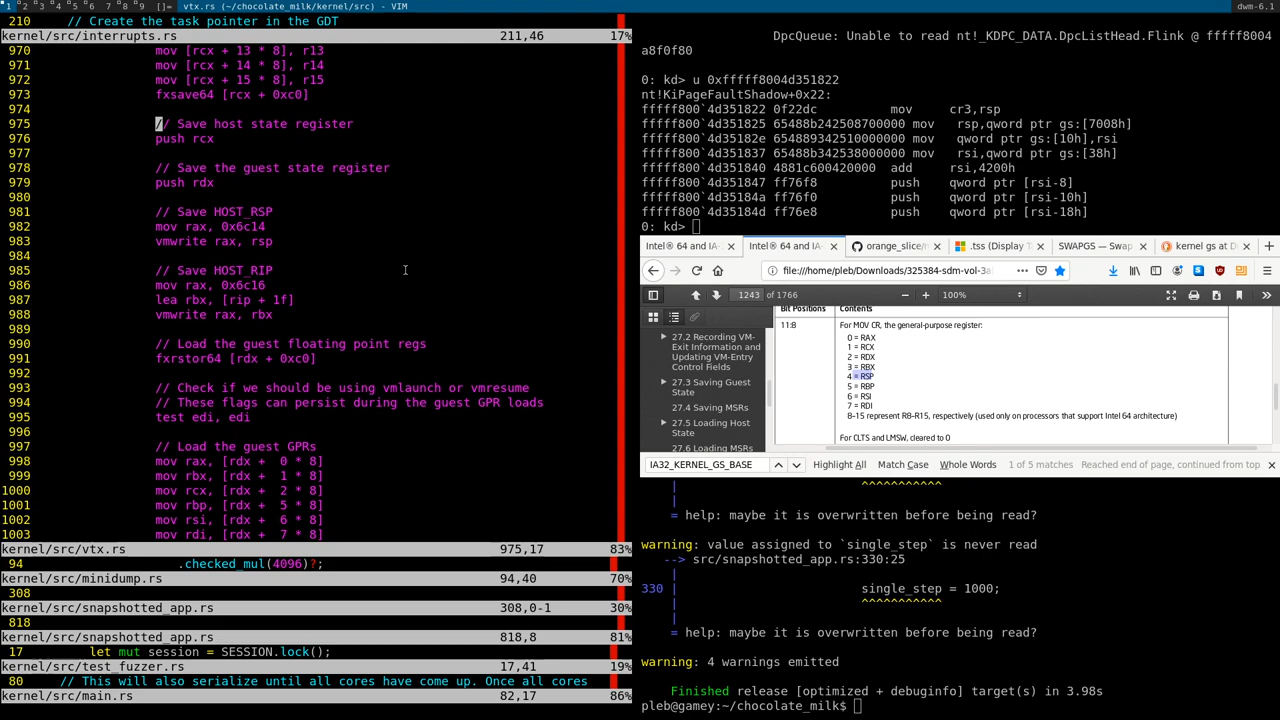 1 2 3 4 5 6 7 8 9 []= vtx.rs (~/chocolate_milk/kernel/src) - VIM dwm-6.1
210 // Create the task pointer in the GDT
kernel/src/interrupts.rs 211,46 17%
970 mov [rcx + 13 * 8], r13
971 mov [rcx + 14 * 8], r14
972 mov [rcx + 15 * 8], r15
973 fxsave64 [rcx + 0xc0]
974
975 // Save host state register
976 push rcx
977
978 // Save the guest state register
979 push rdx
980
981 // Save HOST_RSP
982 mov rax, 0x6c14
983 vmwrite rax, rsp
984
985 // Save HOST_RIP
986 mov rax, 0x6c16
987 lea rbx, [rip + 1f]
988 vmwrite rax, rbx
989
990 // Load the guest floating point regs
991 fxrstor64 [rdx + 0xc0]
992
993 // Check if we should be using vmlaunch or vmresume
994 // These flags can persist during the guest GPR loads
995 test edi, edi
996
997 // Load the guest GPRs
998 mov rax, [rdx + 0 * 8]
999 mov rbx, [rdx + 1 * 8]
1000 mov rcx, [rdx + 2 * 8]
1001 mov rbp, [rdx + 5 * 8]
1002 mov rsi, [rdx + 6 * 8]
1003 mov rdi, [rdx + 7 * 8]
kernel/src/vtx.rs 975,17 83%
94 .checked_mul(4096)?;
kernel/src/minidump.rs 94,40 70%
308
kernel/src/snapshotted_app.rs 308,0-1 30%
818
kernel/src/snapshotted_app.rs 818,8 81%
17 let mut session = SESSION.lock();
kernel/src/test_fuzzer.rs 17,41 19%
80 // This will also serialize until all cores have come up. Once all cores
kernel/src/main.rs 82,17 86%
DpcQueue: Unable to read nt!_KDPC_DATA.DpcListHead.Flink @ fffff8004
a8f0f80
0: kd> u 0xfffff8004d351822
nt!KiPageFaultShadow+0x22:
fffff800`4d351822 0f22dc mov cr3,rsp
fffff800`4d351825 65488b242508700000 mov rsp,qword ptr gs:[7008h]
fffff800`4d35182e 654889342510000000 mov qword ptr gs:[10h],rsi
fffff800`4d351837 65488b342538000000 mov rsi,qword ptr gs:[38h]
fffff800`4d351840 4881c600420000 add rsi,4200h
fffff800`4d351847 ff76f8 push qword ptr [rsi-8]
fffff800`4d35184a ff76f0 push qword ptr [rsi-10h]
fffff800`4d35184d ff76e8 push qword ptr [rsi-18h]
0: kd>
Intel® 64 and IA- Intel® 64 and IA- orange_slice/m .tss (Display T SWAPGS — Swap kernel gs at D
file:///home/pleb/Downloads/325384-sdm-vol-3a
1243 of 1766 100%
27.2 Recording VM-
Exit Information and
Updating VM-Entry
Control Fields
27.3 Saving Guest
State
27.4 Saving MSRs
27.5 Loading Host
State
27.6 Loading MSRs
Bit Positions Contents
11:8 For MOV CR, the general-purpose register:
0 = RAX
1 = RCX
2 = RDX
3 = RBX
4 = RSP
5 = RBP
6 = RSI
7 = RDI
8–15 represent R8–R15, respectively (used only on processors that support Intel 64 architecture)
For CLTS and LMSW, cleared to 0
IA32_KERNEL_GS_BASE Highlight All Match Case Whole Words 1 of 5 matches Reached end of page, continued from top
| ^^^^^^^^^^^
|
= help: maybe it is overwritten before being read?
warning: value assigned to `single_step` is never read
--> src/snapshotted_app.rs:330:25
|
330 | single_step = 1000;
| ^^^^^^^^^^^
|
= help: maybe it is overwritten before being read?
warning: 4 warnings emitted
Finished release [optimized + debuginfo] target(s) in 3.98s
pleb@gamey:~/chocolate_milk$